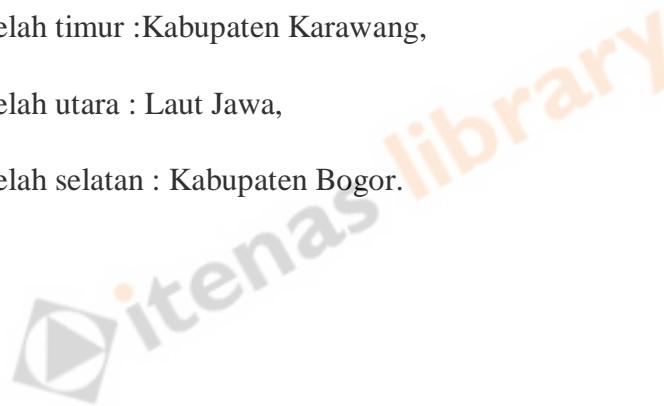 elah timur :Kabupaten Karawang,
elah utara : Laut Jawa,
elah selatan : Kabupaten Bogor.
itenas library